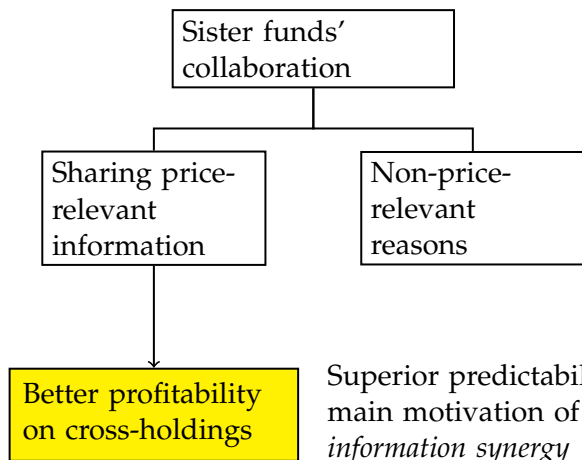 Sister funds'
collaboration
Sharing price-
relevant
information
Non-price-
relevant
reasons
Better profitability
on cross-holdings
Superior
main motivation of
information synergy